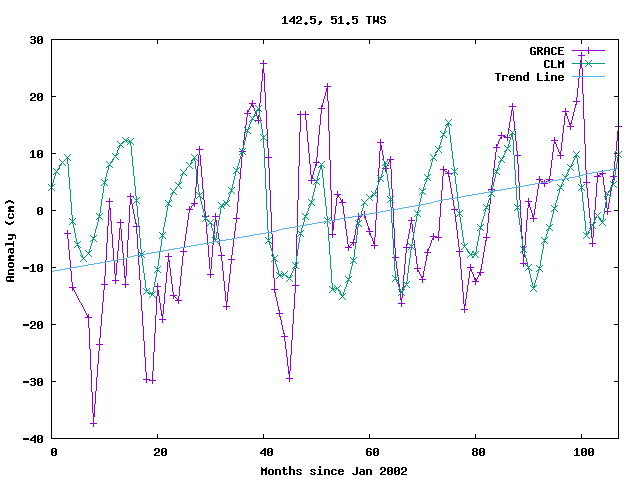 142.5, 51.5 TWS
GRACE
CLM
Trend Line
30
20
10
0
-10
-20
-30
-40
Anomaly (cm)
0 20 40 60 80 100
Months since Jan 2002